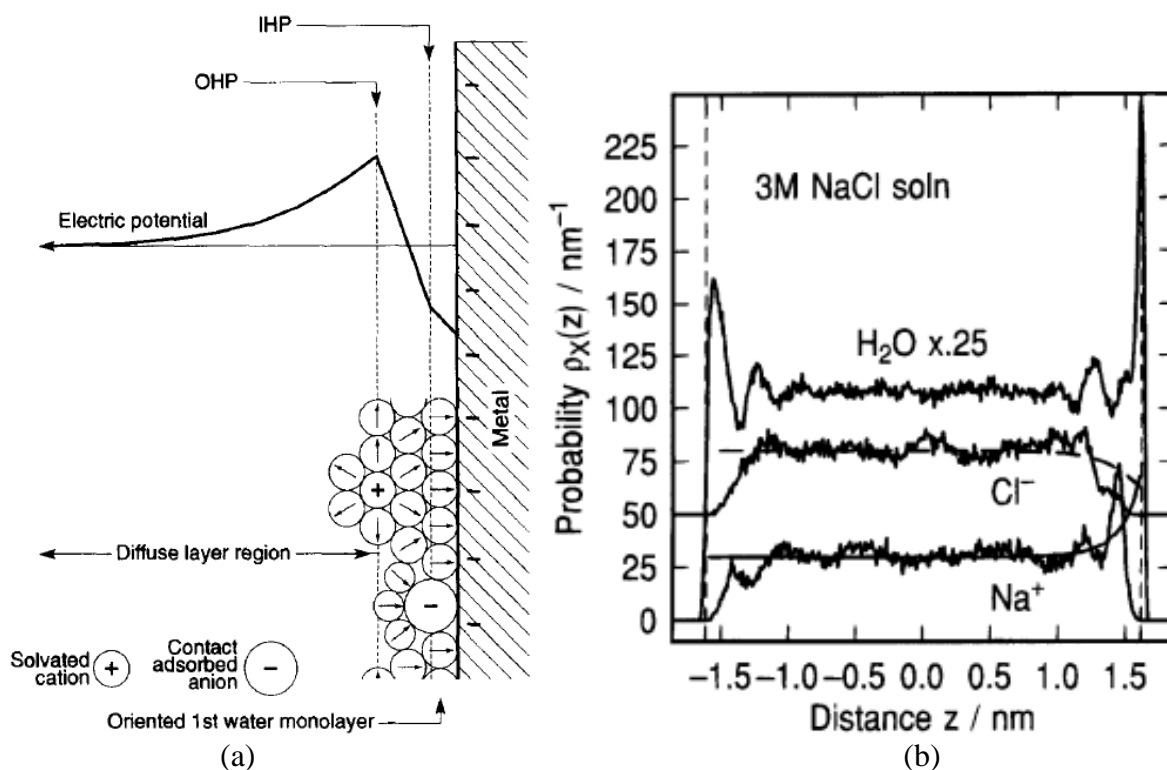 IHP
OHP
Electric potential
Metal
+
−
Diffuse layer region
Solvated
cation
+
Contact
adsorbed
anion
−
Oriented 1st water monolayer
(a)
Probability ρX(z) / nm−1
225
200
175
150
125
100
75
50
25
0
3M NaCl soln
H2O x.25
Cl−
Na+
−1.5 −1.0 −0.5 0.0 0.5 1.0 1.5
Distance z / nm
(b)